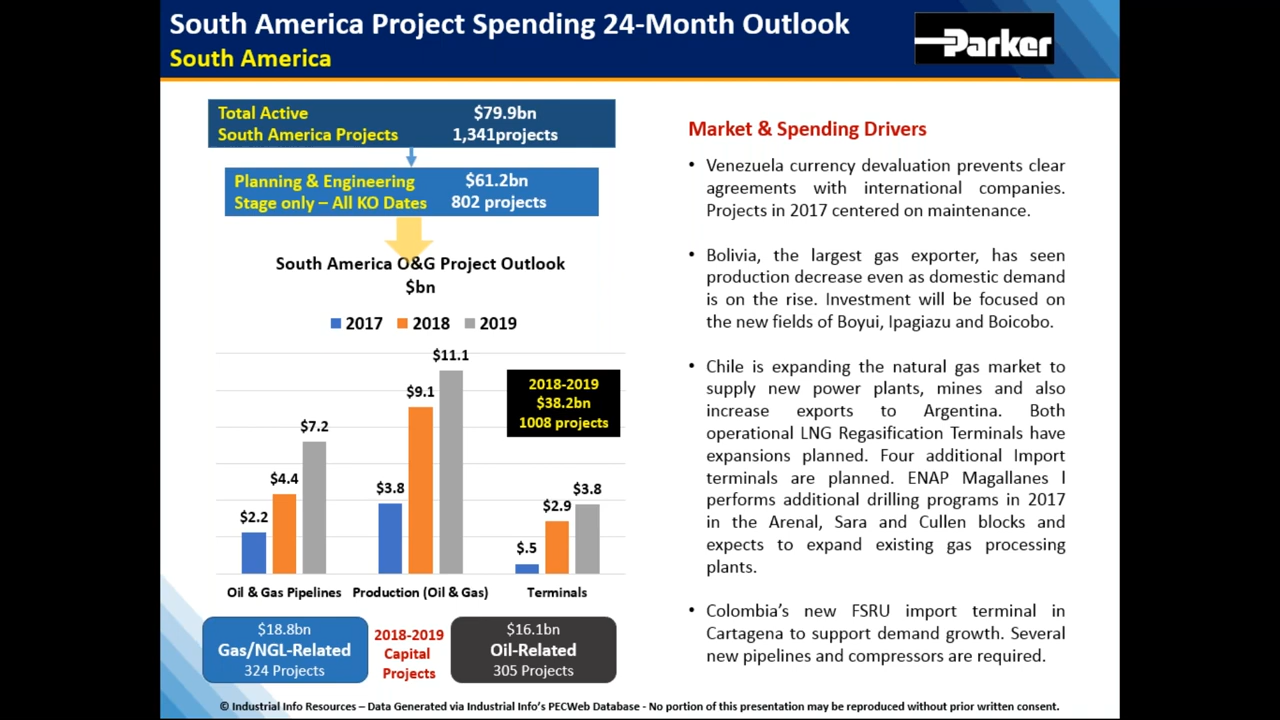 South America Project Spending 24-Month Outlook
South America
Parker
Total Active $79.9bn
South America Projects 1,341projects
Planning & Engineering $61.2bn
Stage only – All KO Dates 802 projects
South America O&G Project Outlook
$bn
2017 2018 2019
$2.2 $4.4 $7.2
$3.8 $9.1 $11.1
$.5 $2.9 $3.8
2018-2019
$38.2bn
1008 projects
Oil & Gas Pipelines Production (Oil & Gas) Terminals
$18.8bn
Gas/NGL-Related
324 Projects
2018-2019
Capital
Projects
$16.1bn
Oil-Related
305 Projects
Market & Spending Drivers
• Venezuela currency devaluation prevents clear
agreements with international companies.
Projects in 2017 centered on maintenance.
• Bolivia, the largest gas exporter, has seen
production decrease even as domestic demand
is on the rise. Investment will be focused on
the new fields of Boyui, Ipagiazu and Boicobo.
• Chile is expanding the natural gas market to
supply new power plants, mines and also
increase exports to Argentina. Both
operational LNG Regasification Terminals have
expansions planned. Four additional Import
terminals are planned. ENAP Magallanes l
performs additional drilling programs in 2017
in the Arenal, Sara and Cullen blocks and
expects to expand existing gas processing
plants.
• Colombia’s new FSRU import terminal in
Cartagena to support demand growth. Several
new pipelines and compressors are required.
© Industrial Info Resources – Data Generated via Industrial Info’s PECWeb Database - No portion of this presentation may be reproduced without prior written consent.